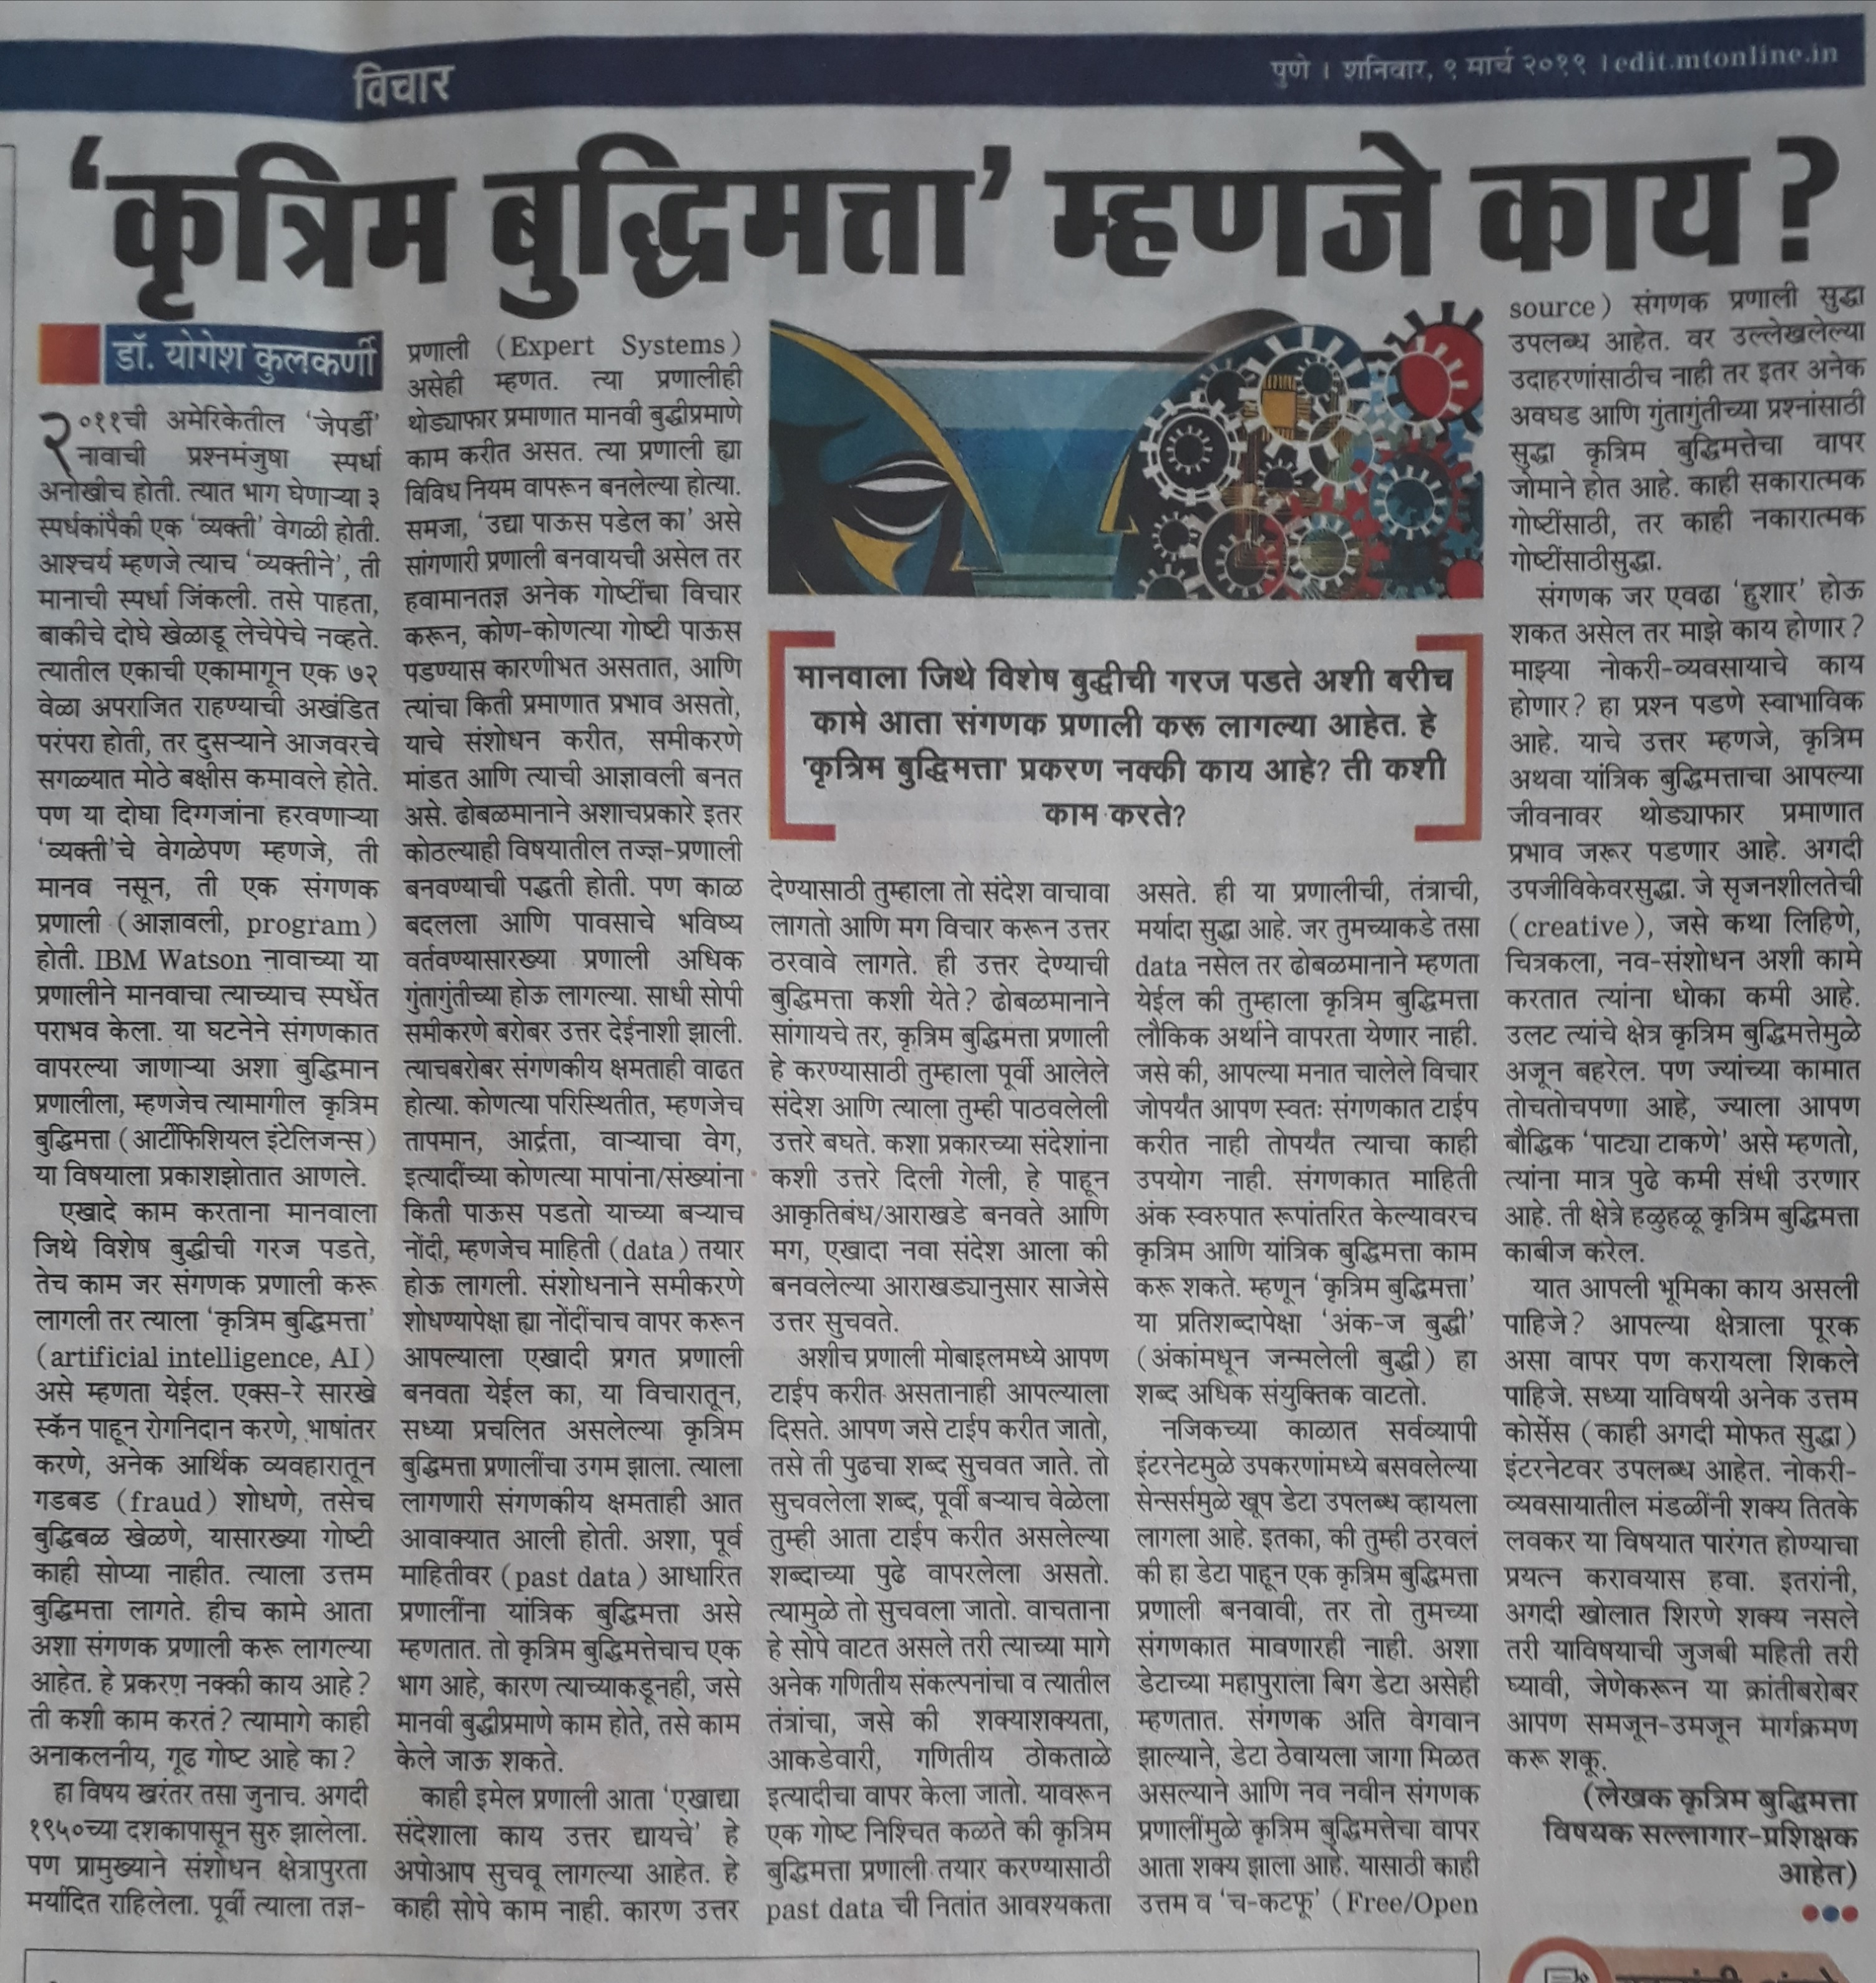 विचार
पुणे । शनिवार, ९ मार्च २०१९ । edit.mtonline.in
‘कृत्रिम बुद्धिमत्ता’ म्हणजे काय?
डॉ. योगेश कुलकर्णी
२०११ची अमेरिकेतील ‘जेपर्डी’
नावाची प्रश्नमंजुषा स्पर्धा
अनोखीच होती. त्यात भाग घेणाऱ्या ३
स्पर्धकांपैकी एक ‘व्यक्ती’ वेगळी होती.
आश्चर्य म्हणजे त्याच ‘व्यक्तीने’, ती
मानाची स्पर्धा जिंकली. तसे पाहता,
बाकीचे दोघे खेळाडू लेचेपेचे नव्हते.
त्यातील एकाची एकामागून एक ७२
वेळा अपराजित राहण्याची अखंडित
परंपरा होती, तर दुसऱ्याने आजवरचे
सगळ्यात मोठे बक्षीस कमावले होते.
पण या दोघा दिग्गजांना हरवणाऱ्या
‘व्यक्ती’चे वेगळेपण म्हणजे, ती
मानव नसून, ती एक संगणक
प्रणाली (आज्ञावली, program)
होती. IBM Watson नावाच्या या
प्रणालीने मानवाचा त्याच्याच स्पर्धेत
पराभव केला. या घटनेने संगणकात
वापरल्या जाणाऱ्या अशा बुद्धिमान
प्रणालीला, म्हणजेच त्यामागील कृत्रिम
बुद्धिमत्ता (आर्टीफिशियल इंटेलिजन्स)
या विषयाला प्रकाशझोतात आणले.
एखादे काम करताना मानवाला
जिथे विशेष बुद्धीची गरज पडते,
तेच काम जर संगणक प्रणाली करू
लागली तर त्याला ‘कृत्रिम बुद्धिमत्ता’
(artificial intelligence, AI)
असे म्हणता येईल. एक्स-रे सारखे
स्कॅन पाहून रोगनिदान करणे, भाषांतर
करणे, अनेक आर्थिक व्यवहारातून
गडबड (fraud) शोधणे, तसेच
बुद्धिबळ खेळणे, यासारख्या गोष्टी
काही सोप्या नाहीत. त्याला उत्तम
बुद्धिमत्ता लागते. हीच कामे आता
अशा संगणक प्रणाली करू लागल्या
आहेत. हे प्रकरण नक्की काय आहे?
ती कशी काम करतं? त्यामागे काही
अनाकलनीय, गूढ गोष्ट आहे का?
हा विषय खरंतर तसा जुनाच. अगदी
१९५०च्या दशकापासून सुरु झालेला.
पण प्रामुख्याने संशोधन क्षेत्रापुरता
मर्यादित राहिलेला. पूर्वी त्याला तज्ञ-
प्रणाली (Expert Systems)
असेही म्हणत. त्या प्रणालीही
थोड्याफार प्रमाणात मानवी बुद्धीप्रमाणे
काम करीत असत. त्या प्रणाली ह्या
विविध नियम वापरून बनलेल्या होत्या.
समजा, ‘उद्या पाऊस पडेल का’ असे
सांगणारी प्रणाली बनवायची असेल तर
हवामानतज्ञ अनेक गोष्टींचा विचार
करून, कोण-कोणत्या गोष्टी पाऊस
पडण्यास कारणीभत असतात, आणि
त्यांचा किती प्रमाणात प्रभाव असतो,
याचे संशोधन करीत, समीकरणे
मांडत आणि त्याची आज्ञावली बनत
असे. ढोबळमानाने अशाचप्रकारे इतर
कोठल्याही विषयातील तज्ज्ञ-प्रणाली
बनवण्याची पद्धती होती. पण काळ
बदलला आणि पावसाचे भविष्य
वर्तवण्यासारख्या प्रणाली अधिक
गुंतागुंतीच्या होऊ लागल्या. साधी सोपी
समीकरणे बरोबर उत्तर देईनाशी झाली.
त्याचबरोबर संगणकीय क्षमताही वाढत
होत्या. कोणत्या परिस्थितीत, म्हणजेच
तापमान, आर्द्रता, वाऱ्याचा वेग,
इत्यादींच्या कोणत्या मापांना/संख्यांना
किती पाऊस पडतो याच्या बऱ्याच
नोंदी, म्हणजेच माहिती (data) तयार
होऊ लागली. संशोधनाने समीकरणे
शोधण्यापेक्षा ह्या नोंदींचाच वापर करून
आपल्याला एखादी प्रगत प्रणाली
बनवता येईल का, या विचारातून,
सध्या प्रचलित असलेल्या कृत्रिम
बुद्धिमत्ता प्रणालींचा उगम झाला. त्याला
लागणारी संगणकीय क्षमताही आत
आवाक्यात आली होती. अशा, पूर्व
माहितीवर (past data) आधारित
प्रणालींना यांत्रिक बुद्धिमत्ता असे
म्हणतात. तो कृत्रिम बुद्धिमत्तेचाच एक
भाग आहे, कारण त्याच्याकडूनही, जसे
मानवी बुद्धीप्रमाणे काम होते, तसे काम
केले जाऊ शकते.
काही इमेल प्रणाली आता ‘एखाद्या
संदेशाला काय उत्तर द्यायचे’ हे
अपोआप सुचवू लागल्या आहेत. हे
काही सोपे काम नाही. कारण उत्तर
मानवाला जिथे विशेष बुद्धीची गरज पडते अशी बरीच
कामे आता संगणक प्रणाली करू लागल्या आहेत. हे
'कृत्रिम बुद्धिमत्ता' प्रकरण नक्की काय आहे? ती कशी
काम करते?
देण्यासाठी तुम्हाला तो संदेश वाचावा
लागतो आणि मग विचार करून उत्तर
ठरवावे लागते. ही उत्तर देण्याची
बुद्धिमत्ता कशी येते? ढोबळमानाने
सांगायचे तर, कृत्रिम बुद्धिमत्ता प्रणाली
हे करण्यासाठी तुम्हाला पूर्वी आलेले
संदेश आणि त्याला तुम्ही पाठवलेली
उत्तरे बघते. कशा प्रकारच्या संदेशांना
कशी उत्तरे दिली गेली, हे पाहून
आकृतिबंध/आराखडे बनवते आणि
मग, एखादा नवा संदेश आला की
बनवलेल्या आराखड्यानुसार साजेसे
उत्तर सुचवते.
अशीच प्रणाली मोबाइलमध्ये आपण
टाईप करीत असतानाही आपल्याला
दिसते. आपण जसे टाईप करीत जातो,
तसे ती पुढचा शब्द सुचवत जाते. तो
सुचवलेला शब्द, पूर्वी बऱ्याच वेळेला
तुम्ही आता टाईप करीत असलेल्या
शब्दाच्या पुढे वापरलेला असतो.
त्यामुळे तो सुचवला जातो. वाचताना
हे सोपे वाटत असले तरी त्याच्या मागे
अनेक गणितीय संकल्पनांचा व त्यातील
तंत्रांचा, जसे की शक्याशक्यता,
आकडेवारी, गणितीय ठोकताळे
इत्यादीचा वापर केला जातो. यावरून
एक गोष्ट निश्चित कळते की कृत्रिम
बुद्धिमत्ता प्रणाली तयार करण्यासाठी
past data ची नितांत आवश्यकता
असते. ही या प्रणालीची, तंत्राची,
मर्यादा सुद्धा आहे. जर तुमच्याकडे तसा
data नसेल तर ढोबळमानाने म्हणता
येईल की तुम्हाला कृत्रिम बुद्धिमत्ता
लौकिक अर्थाने वापरता येणार नाही.
जसे की, आपल्या मनात चालेले विचार
जोपर्यंत आपण स्वतः संगणकात टाईप
करीत नाही तोपर्यंत त्याचा काही
उपयोग नाही. संगणकात माहिती
अंक स्वरुपात रूपांतरित केल्यावरच
कृत्रिम आणि यांत्रिक बुद्धिमत्ता काम
करू शकते. म्हणून ‘कृत्रिम बुद्धिमत्ता’
या प्रतिशब्दापेक्षा ‘अंक-ज बुद्धी’
(अंकांमधून जन्मलेली बुद्धी) हा
शब्द अधिक संयुक्तिक वाटतो.
नजिकच्या काळात सर्वव्यापी
इंटरनेटमुळे उपकरणांमध्ये बसवलेल्या
सेन्सर्समुळे खूप डेटा उपलब्ध व्हायला
लागला आहे. इतका, की तुम्ही ठरवलं
की हा डेटा पाहून एक कृत्रिम बुद्धिमत्ता
प्रणाली बनवावी, तर तो तुमच्या
संगणकात मावणारही नाही. अशा
डेटाच्या महापुराला बिग डेटा असेही
म्हणतात. संगणक अति वेगवान
झाल्याने, डेटा ठेवायला जागा मिळत
असल्याने आणि नव नवीन संगणक
प्रणालींमुळे कृत्रिम बुद्धिमत्तेचा वापर
आता शक्य झाला आहे. यासाठी काही
उत्तम व ‘च-कटफू’ (Free/Open
source) संगणक प्रणाली सुद्धा
उपलब्ध आहेत. वर उल्लेखलेल्या
उदाहरणांसाठीच नाही तर इतर अनेक
अवघड आणि गुंतागुंतीच्या प्रश्नांसाठी
सुद्धा कृत्रिम बुद्धिमत्तेचा वापर
जोमाने होत आहे. काही सकारात्मक
गोष्टींसाठी, तर काही नकारात्मक
गोष्टींसाठीसुद्धा.
संगणक जर एवढा ‘हुशार’ होऊ
शकत असेल तर माझे काय होणार?
माझ्या नोकरी-व्यवसायाचे काय
होणार? हा प्रश्न पडणे स्वाभाविक
आहे. याचे उत्तर म्हणजे, कृत्रिम
अथवा यांत्रिक बुद्धिमत्ताचा आपल्या
जीवनावर थोड्याफार प्रमाणात
प्रभाव जरूर पडणार आहे. अगदी
उपजीविकेवरसुद्धा. जे सृजनशीलतेची
(creative), जसे कथा लिहिणे,
चित्रकला, नव-संशोधन अशी कामे
करतात त्यांना धोका कमी आहे.
उलट त्यांचे क्षेत्र कृत्रिम बुद्धिमत्तेमुळे
अजून बहरेल. पण ज्यांच्या कामात
तोचतोचपणा आहे, ज्याला आपण
बौद्धिक ‘पाट्या टाकणे’ असे म्हणतो,
त्यांना मात्र पुढे कमी संधी उरणार
आहे. ती क्षेत्रे हळुहळू कृत्रिम बुद्धिमत्ता
काबीज करेल.
यात आपली भूमिका काय असली
पाहिजे? आपल्या क्षेत्राला पूरक
असा वापर पण करायला शिकले
पाहिजे. सध्या याविषयी अनेक उत्तम
कोर्सेस (काही अगदी मोफत सुद्धा)
इंटरनेटवर उपलब्ध आहेत. नोकरी-
व्यवसायातील मंडळींनी शक्य तितके
लवकर या विषयात पारंगत होण्याचा
प्रयत्न करावयास हवा. इतरांनी,
अगदी खोलात शिरणे शक्य नसले
तरी याविषयाची जुजबी महिती तरी
घ्यावी, जेणेकरून या क्रांतीबरोबर
आपण समजून-उमजून मार्गक्रमण
करू शकू.
(लेखक कृत्रिम बुद्धिमत्ता
विषयक सल्लागार-प्रशिक्षक
आहेत)